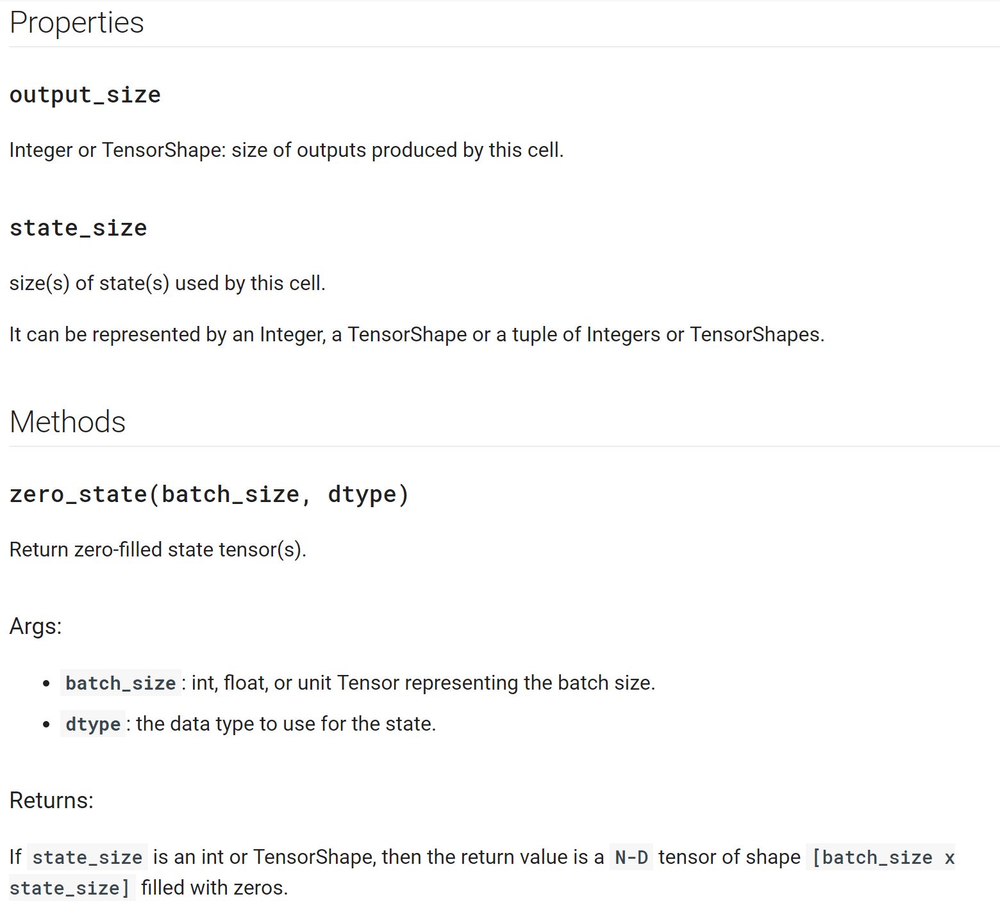 Properties
output_size
Integer or TensorShape: size of outputs produced by this cell.
state_size
size(s) of state(s) used by this cell.
It can be represented by an Integer, a TensorShape or a tuple of Integers or TensorShapes.
Methods
zero_state(batch_size, dtype)
Return zero-filled state tensor(s).
Args:
• batch_size: int, float, or unit Tensor representing the batch size.
• dtype: the data type to use for the state.
Returns:
If state_size is an int or TensorShape, then the return value is a N-D tensor of shape [batch_size x
state_size] filled with zeros.